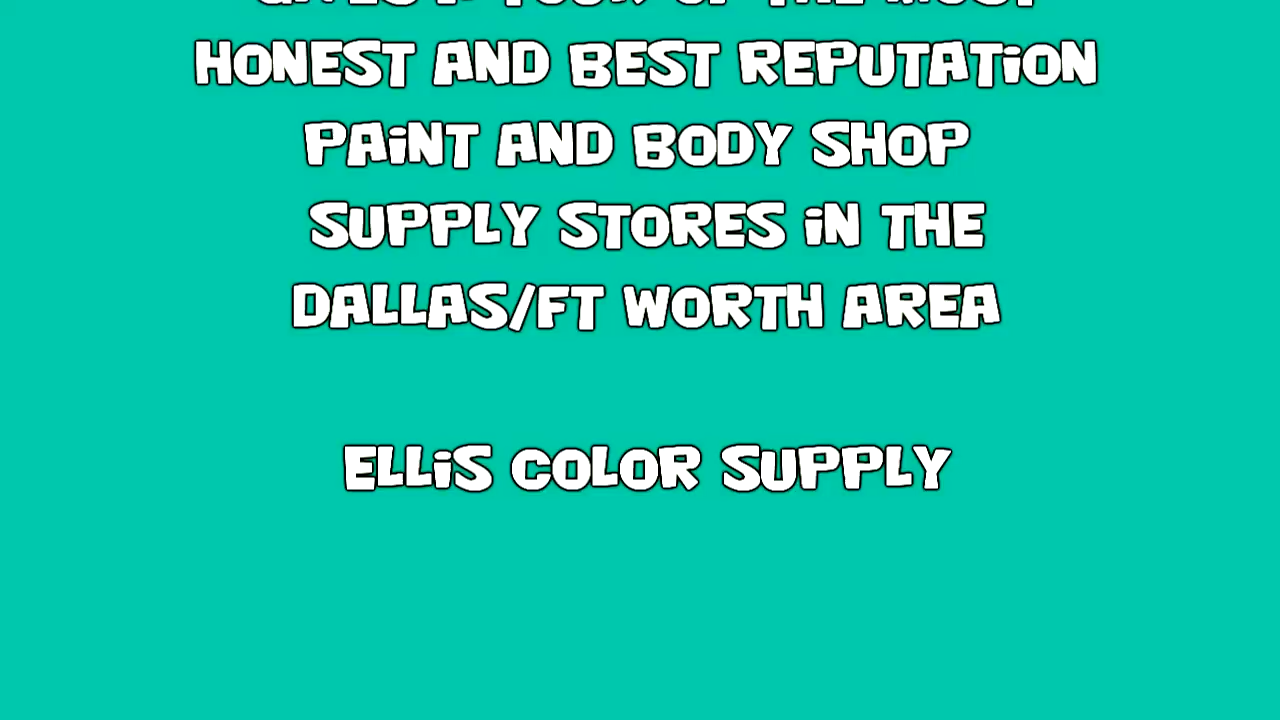 HONEST AND BEST REPUTATiON
PAiNT AND BODY SHOP
SUPPLY STORES iN THE
DALLAS/FT WORTH AREA
ELLiS COLOR SUPPLY